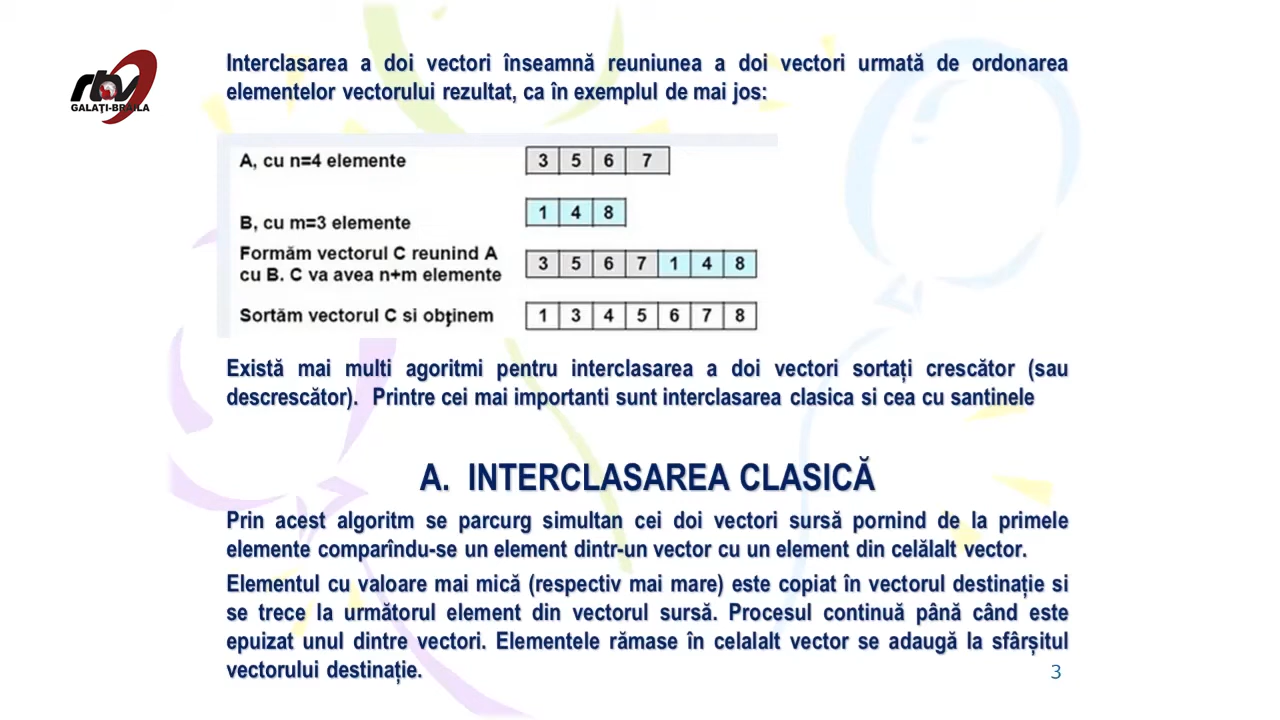 rtv
GALAȚI-BRĂILA
Interclasarea a doi vectori înseamnă reuniunea a doi vectori urmată de ordonarea
elementelor vectorului rezultat, ca în exemplul de mai jos:
A, cu n=4 elemente 3 5 6 7
B, cu m=3 elemente 1 4 8
Formăm vectorul C reunind A
cu B. C va avea n+m elemente 3 5 6 7 1 4 8
Sortăm vectorul C si obținem 1 3 4 5 6 7 8
Există mai multi agoritmi pentru interclasarea a doi vectori sortați crescător (sau
descrescător). Printre cei mai importanti sunt interclasarea clasica si cea cu santinele
A. INTERCLASAREA CLASICĂ
Prin acest algoritm se parcurg simultan cei doi vectori sursă pornind de la primele
elemente comparîndu-se un element dintr-un vector cu un element din celălalt vector.
Elementul cu valoare mai mică (respectiv mai mare) este copiat în vectorul destinație si
se trece la următorul element din vectorul sursă. Procesul continuă până când este
epuizat unul dintre vectori. Elementele rămase în celalalt vector se adaugă la sfârșitul
vectorului destinație.
3